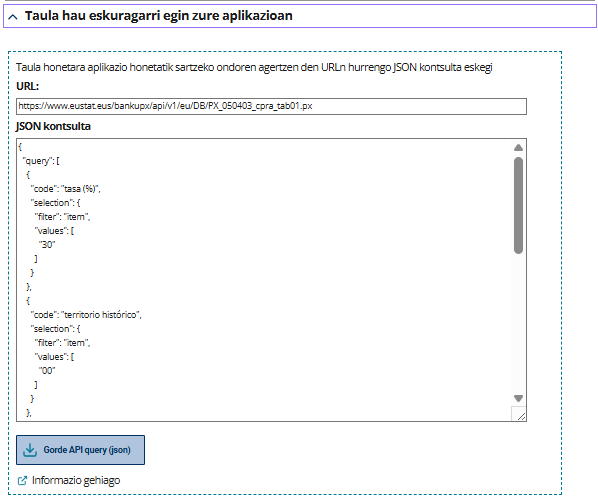 Taula hau eskuragarri egin zure aplikazioan
Taula honetara aplikazio honetatik sartzeko ondoren agertzen den URLn hurrengo JSON kontsulta eskegi
URL:
https://www.eustat.eus/bankupx/api/v1/eu/DB/PX_050403_cpra_tab01.px
JSON kontsulta
{
"query": [
{
"code": "tasa (%)",
"selection": {
"filter": "item",
"values": [
"30"
]
}
},
{
"code": "territorio histórico",
"selection": {
"filter": "item",
"values": [
"00"
]
}
},
Gorde API query (json)
Informazio gehiago